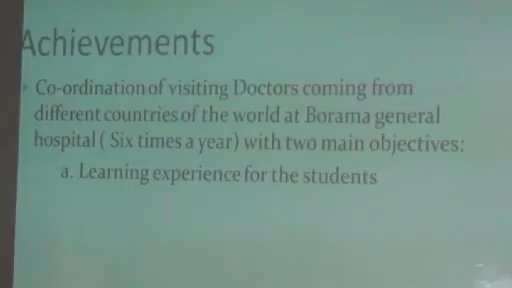 Achievements
• Co-ordination of visiting Doctors coming from
different countries of the world at Borama general
hospital ( Six times a year) with two main objectives:
a. Learning experience for the students